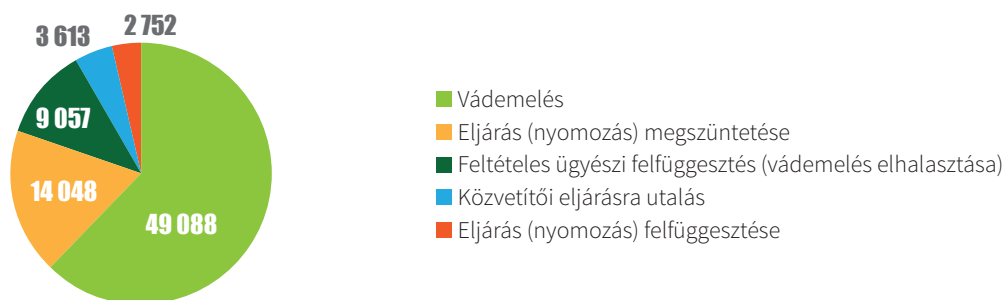 2 752
3 613
9 057
14 048
49 088
Vádemelés
Eljárás (nyomozás) megszüntetése
Feltételes ügyészi felfüggesztés (vádemelés elhalasztása)
Közvetítői eljárásra utalás
Eljárás (nyomozás) felfüggesztése